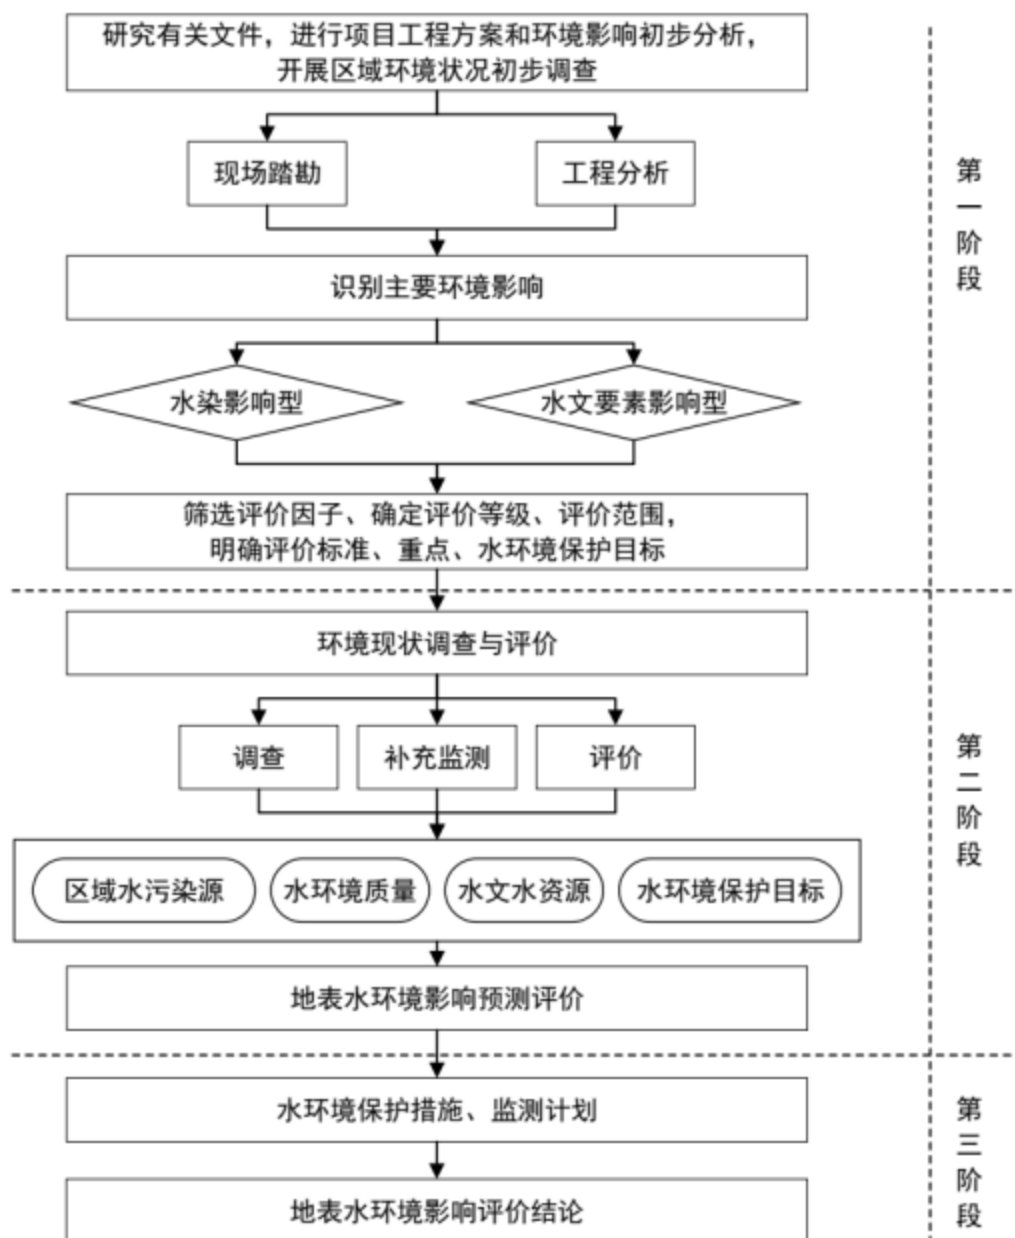 研究有关文件，进行项目工程方案和环境影响初步分析，
开展区域环境状况初步调查
现场踏勘
工程分析
识别主要环境影响
水染影响型
水文要素影响型
筛选评价因子、确定评价等级、评价范围，
明确评价标准、重点、水环境保护目标
第一阶段
环境现状调查与评价
调查
补充监测
评价
区域水污染源
水环境质量
水文水资源
水环境保护目标
地表水环境影响预测评价
第二阶段
水环境保护措施、监测计划
地表水环境影响评价结论
第三阶段